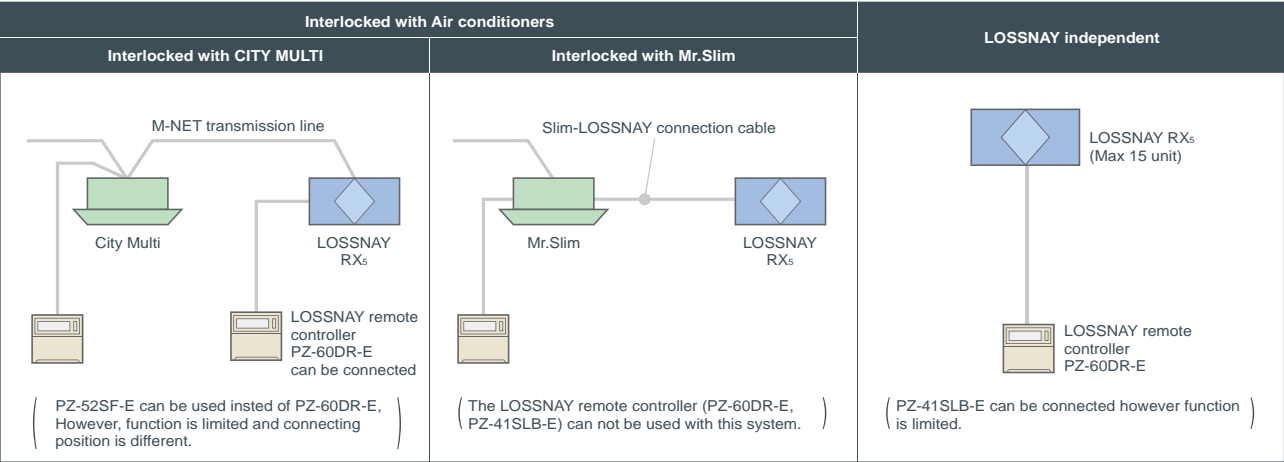 Interlocked with Air conditioners
LOSSNAY independent
Interlocked with CITY MULTI
Interlocked with Mr.Slim
M-NET transmission line
City Multi
LOSSNAY
RX5
LOSSNAY remote
controller
PZ-60DR-E
can be connected
PZ-52SF-E can be used insted of PZ-60DR-E,
However, function is limited and connecting
position is different.
Slim-LOSSNAY connection cable
Mr.Slim
LOSSNAY
RX5
The LOSSNAY remote controller (PZ-60DR-E,
PZ-41SLB-E) can not be used with this system.
LOSSNAY RX5
(Max 15 unit)
LOSSNAY remote
controller
PZ-60DR-E
PZ-41SLB-E can be connected however function
is limited.